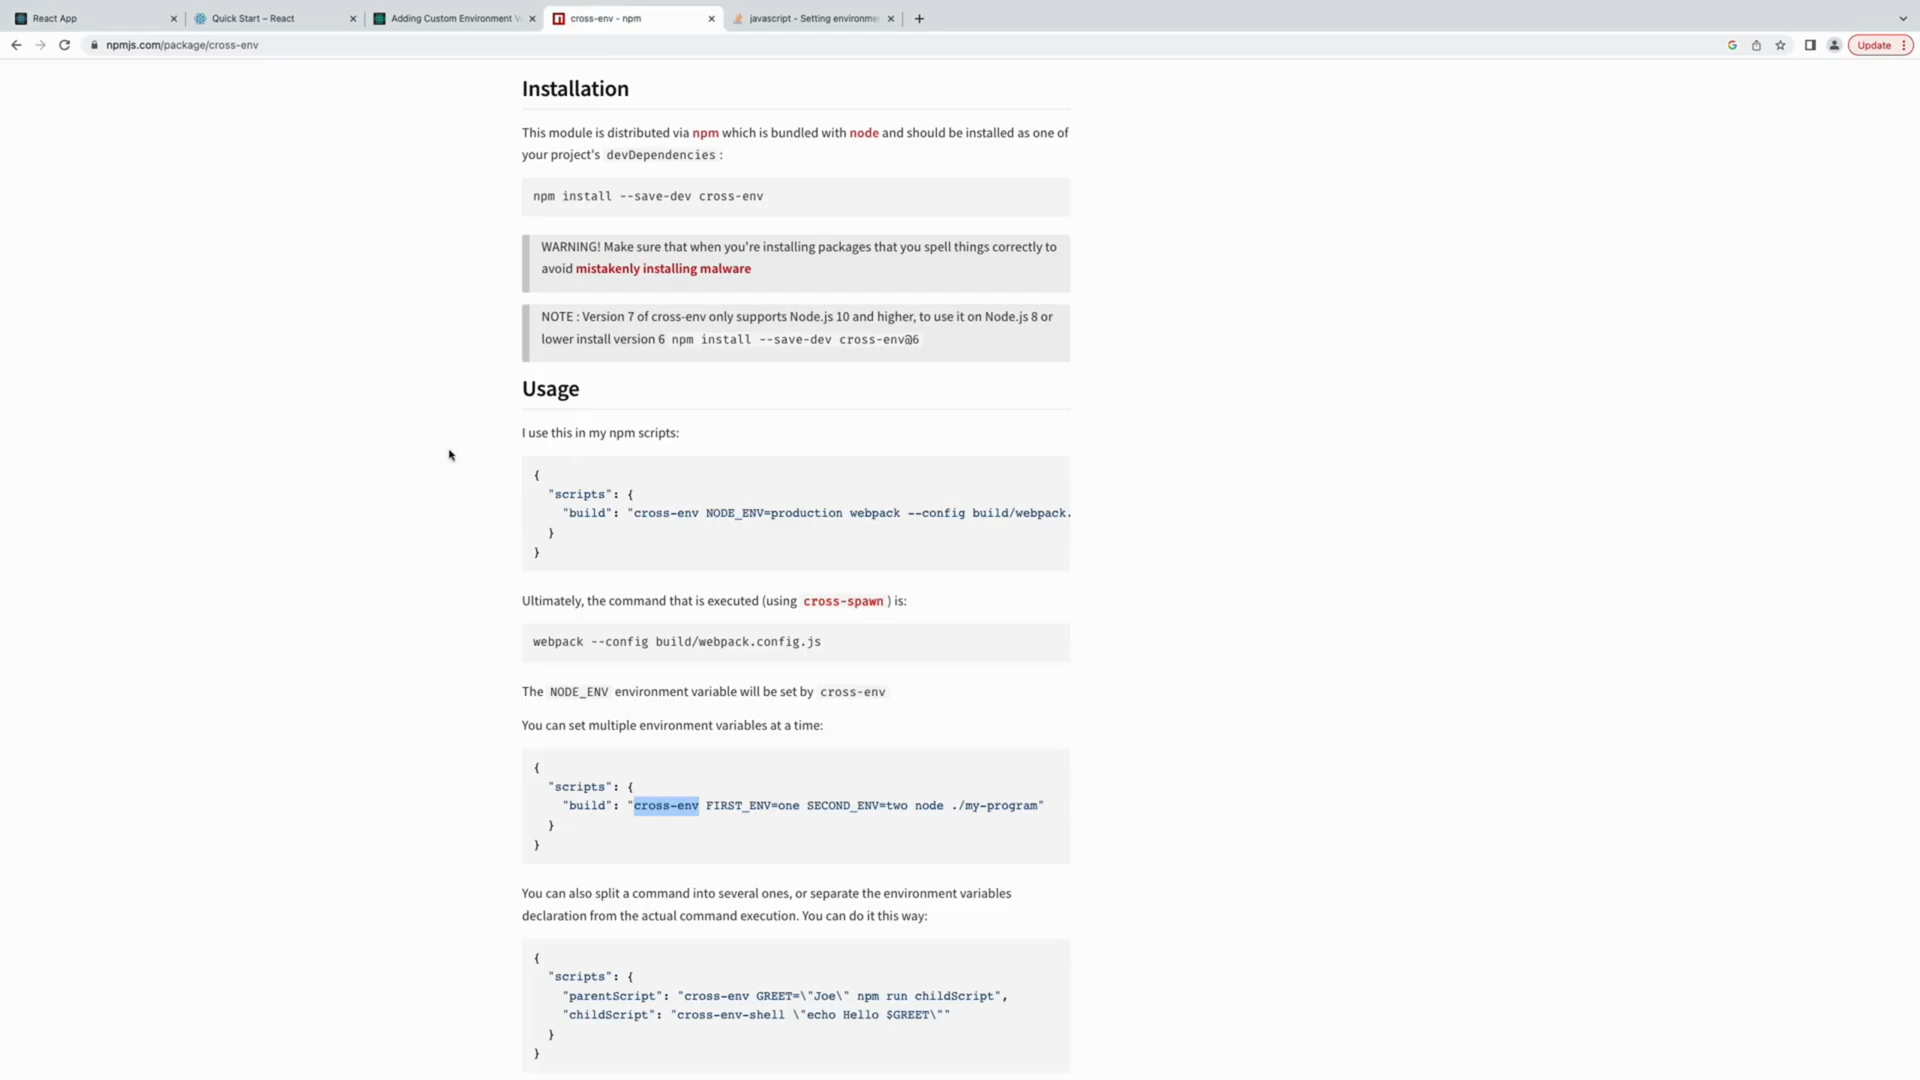 React App
Quick Start – React
Adding Custom Environment V
cross-env - npm
javascript - Setting environme
npmjs.com/package/cross-env
Update
Installation
This module is distributed via npm which is bundled with node and should be installed as one of
your project's devDependencies :
npm install --save-dev cross-env
WARNING! Make sure that when you're installing packages that you spell things correctly to
avoid mistakenly installing malware
NOTE : Version 7 of cross-env only supports Node.js 10 and higher, to use it on Node.js 8 or
lower install version 6 npm install --save-dev cross-env@6
Usage
I use this in my npm scripts:
{
"scripts": {
"build": "cross-env NODE_ENV=production webpack --config build/webpack.
}
}
Ultimately, the command that is executed (using cross-spawn ) is:
webpack --config build/webpack.config.js
The NODE_ENV environment variable will be set by cross-env
You can set multiple environment variables at a time:
{
"scripts": {
"build": "cross-env FIRST_ENV=one SECOND_ENV=two node ./my-program"
}
}
You can also split a command into several ones, or separate the environment variables
declaration from the actual command execution. You can do it this way:
{
"scripts": {
"parentScript": "cross-env GREET=\"Joe\" npm run childScript",
"childScript": "cross-env-shell \"echo Hello $GREET\""
}
}